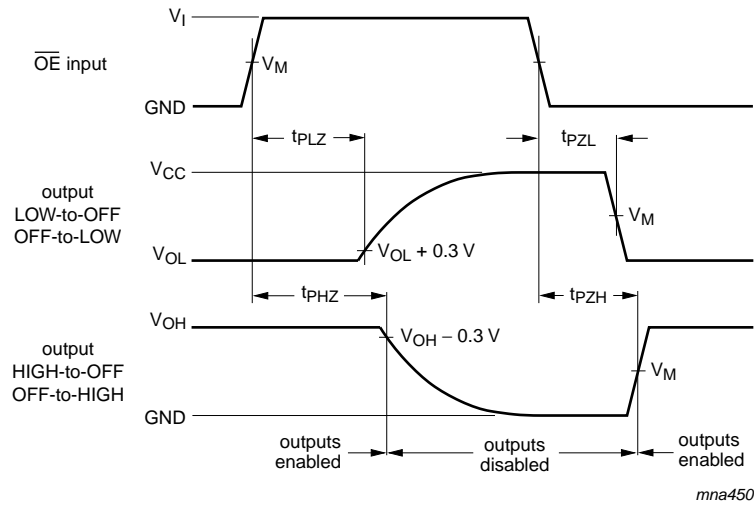 V_I
OE input
V_M
GND
t_PLZ
t_PZL
V_CC
output
LOW-to-OFF
OFF-to-LOW
V_M
V_OL
V_OL + 0.3 V
t_PHZ
t_PZH
V_OH
V_OH − 0.3 V
output
HIGH-to-OFF
OFF-to-HIGH
V_M
GND
outputs
enabled
outputs
disabled
outputs
enabled
mna450